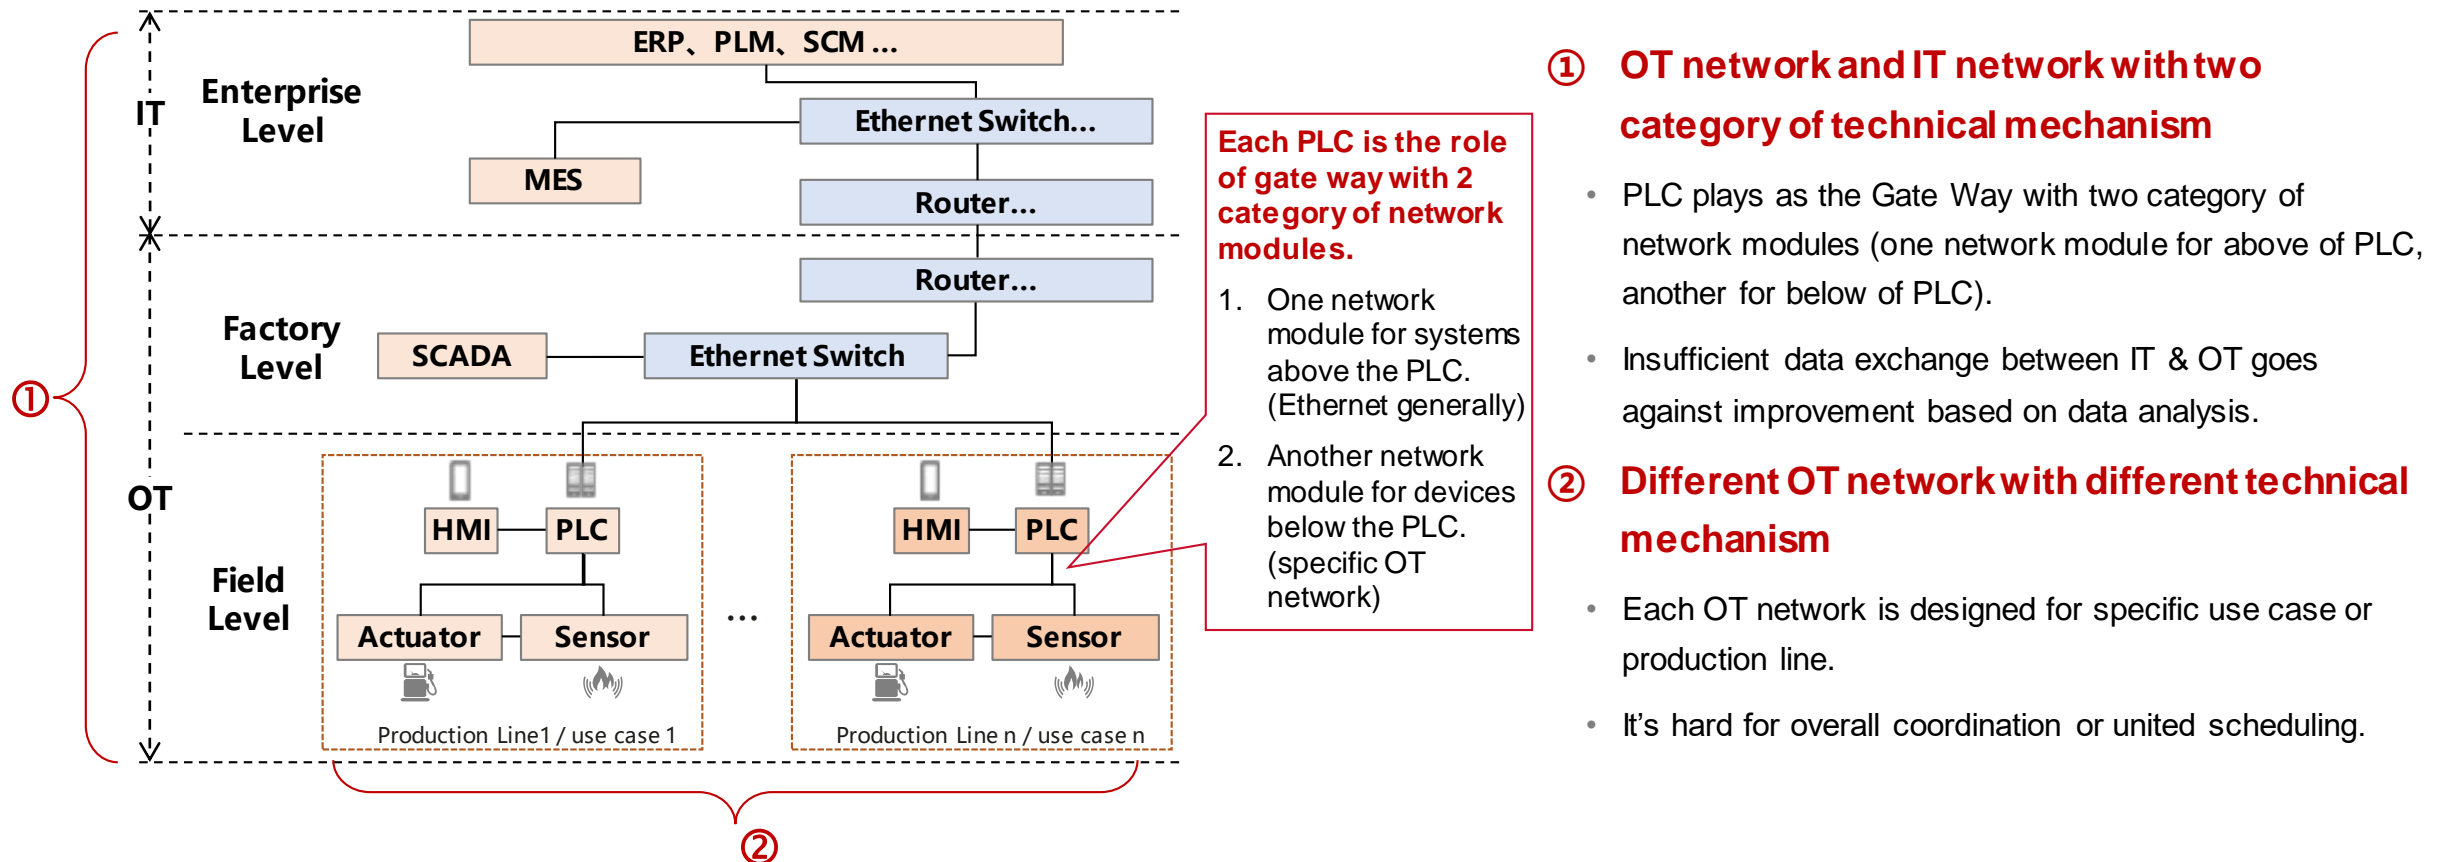 ERP、PLM、SCM ...
Enterprise
Level
IT
Ethernet Switch...
MES
Router...
Router...
Factory
Level
SCADA
Ethernet Switch
①
OT
HMI
PLC
HMI
PLC
Field
Level
Actuator
Sensor
...
Actuator
Sensor
Production Line1 / use case 1
Production Line n / use case n
②
Each PLC is the role
of gate way with 2
category of network
modules.
1. One network
module for systems
above the PLC.
(Ethernet generally)
2. Another network
module for devices
below the PLC.
(specific OT
network)
① OT network and IT network with two
category of technical mechanism
• PLC plays as the Gate Way with two category of
network modules (one network module for above of PLC,
another for below of PLC).
• Insufficient data exchange between IT & OT goes
against improvement based on data analysis.
② Different OT network with different technical
mechanism
• Each OT network is designed for specific use case or
production line.
• It’s hard for overall coordination or united scheduling.